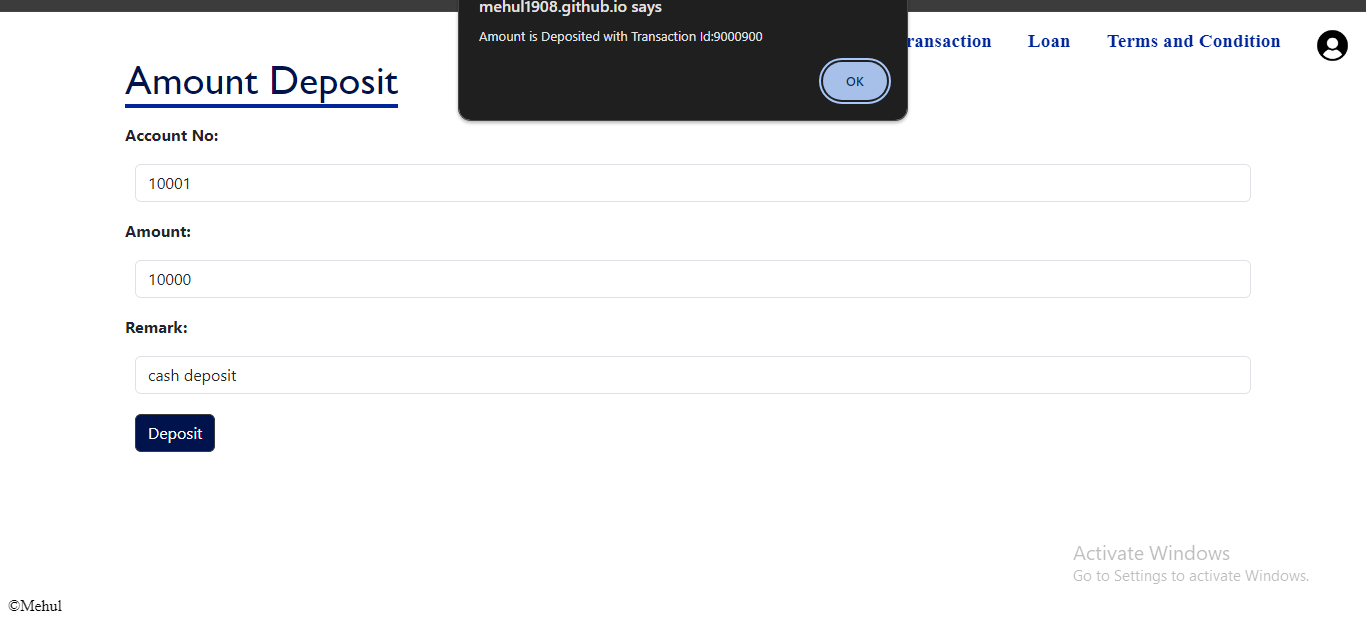 mehul1908.github.io says
Amount is Deposited with Transaction Id:9000900
OK
ransaction Loan Terms and Condition
Amount Deposit
Account No:
10001
Amount:
10000
Remark:
cash deposit
Deposit
Activate Windows
Go to Settings to activate Windows.
©Mehul